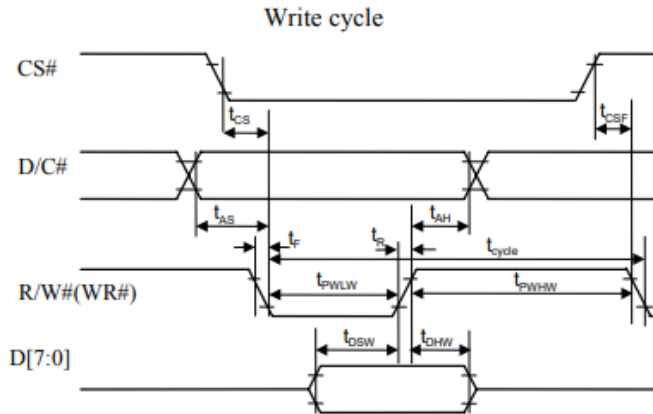 Write cycle
CS#
tCS
tCSF
D/C#
tAS
tAH
tF
tR
tcycle
R/W#(WR#)
tPWLW
tPWHW
D[7:0]
tDSW
tDHW